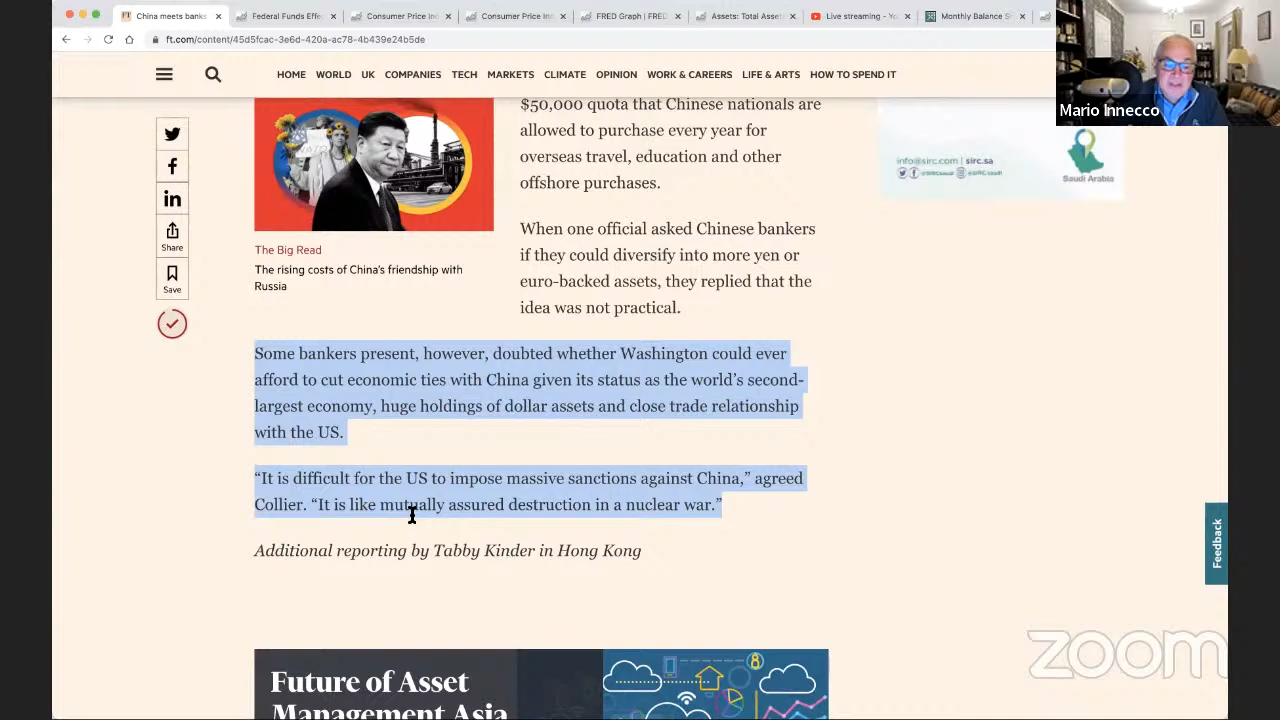 China meets banks
Federal Funds Effe
Consumer Price Ind
Consumer Price Ind
FRED Graph | FRED
Assets: Total Asset
Live streaming - Yo
Monthly Balance S
ft.com/content/45d5fcac-3e6d-420a-ac78-4b439e24b5de
HOME WORLD UK COMPANIES TECH MARKETS CLIMATE OPINION WORK & CAREERS LIFE & ARTS HOW TO SPEND IT
Mario Innecco
$50,000 quota that Chinese nationals are
allowed to purchase every year for
overseas travel, education and other
offshore purchases.
When one official asked Chinese bankers
if they could diversify into more yen or
euro-backed assets, they replied that the
idea was not practical.
info@sirc.com | sirc.sa
Saudi Arabia
Share
Save
The Big Read
The rising costs of China's friendship with
Russia
Some bankers present, however, doubted whether Washington could ever
afford to cut economic ties with China given its status as the world's second-
largest economy, huge holdings of dollar assets and close trade relationship
with the US.
“It is difficult for the US to impose massive sanctions against China,” agreed
Collier. “It is like mutually assured destruction in a nuclear war.”
Additional reporting by Tabby Kinder in Hong Kong
Feedback
zoom
Future of Asset
Management Asia